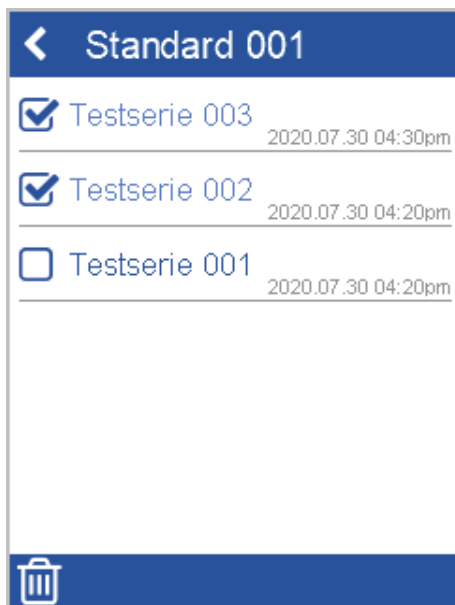 Standard 001
Testserie 003
2020.07.30 04:30pm
Testserie 002
2020.07.30 04:20pm
Testserie 001
2020.07.30 04:20pm